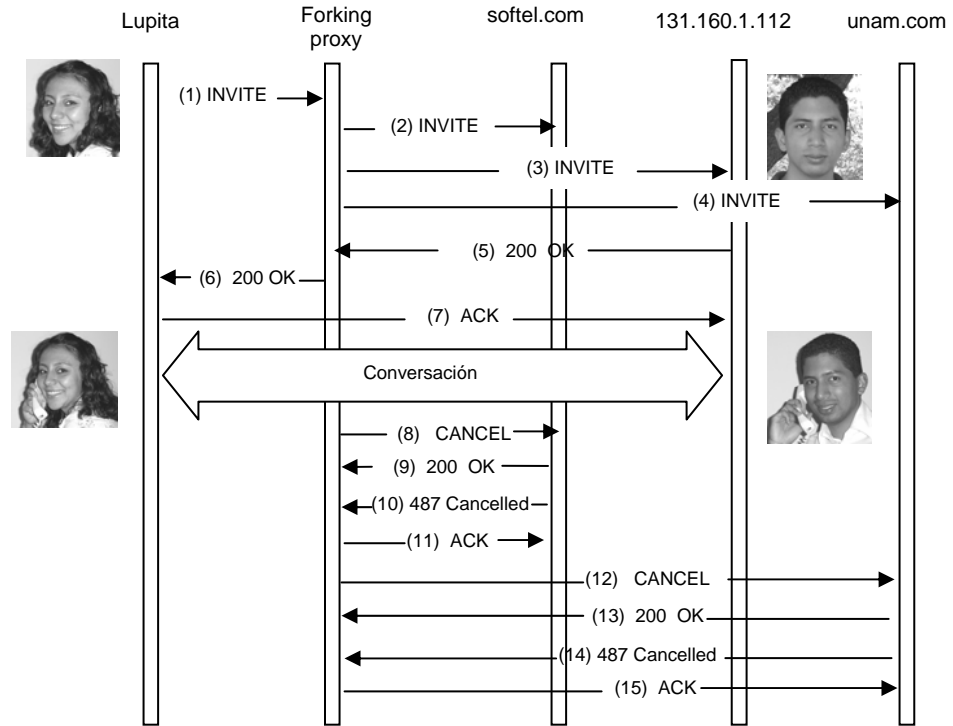 Lupita
Forking
proxy
softel.com
131.160.1.112
unam.com
(1) INVITE
(2) INVITE
(3) INVITE
(4) INVITE
(5) 200 OK
(6) 200 OK
(7) ACK
Conversación
(8) CANCEL
(9) 200 OK
(10) 487 Cancelled
(11) ACK
(12) CANCEL
(13) 200 OK
(14) 487 Cancelled
(15) ACK